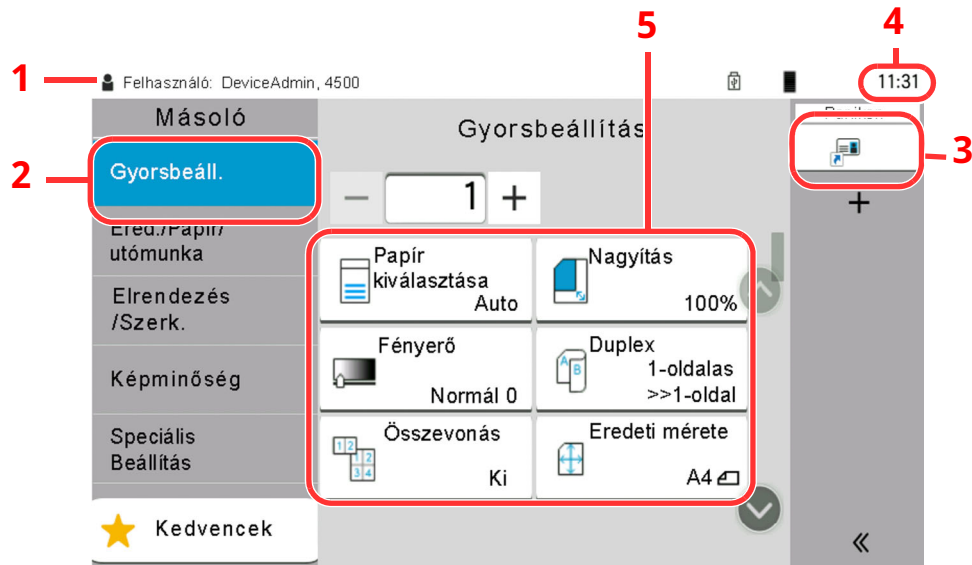 5
4
1
Felhasználó: DeviceAdmin, 4500
11:31
Másoló
Gyorsbeállítás
3
2
Gyorsbeáll.
1
Ered./Papír/
utómunka
Elrendezés
/Szerk.
Képminőség
Speciális
Beállítás
Kedvencek
Papír
kiválasztása
Auto
Nagyítás
100%
Fényerő
Normál 0
Duplex
1-oldalas
>>1-oldal
Összevonás
Ki
Eredeti mérete
A4